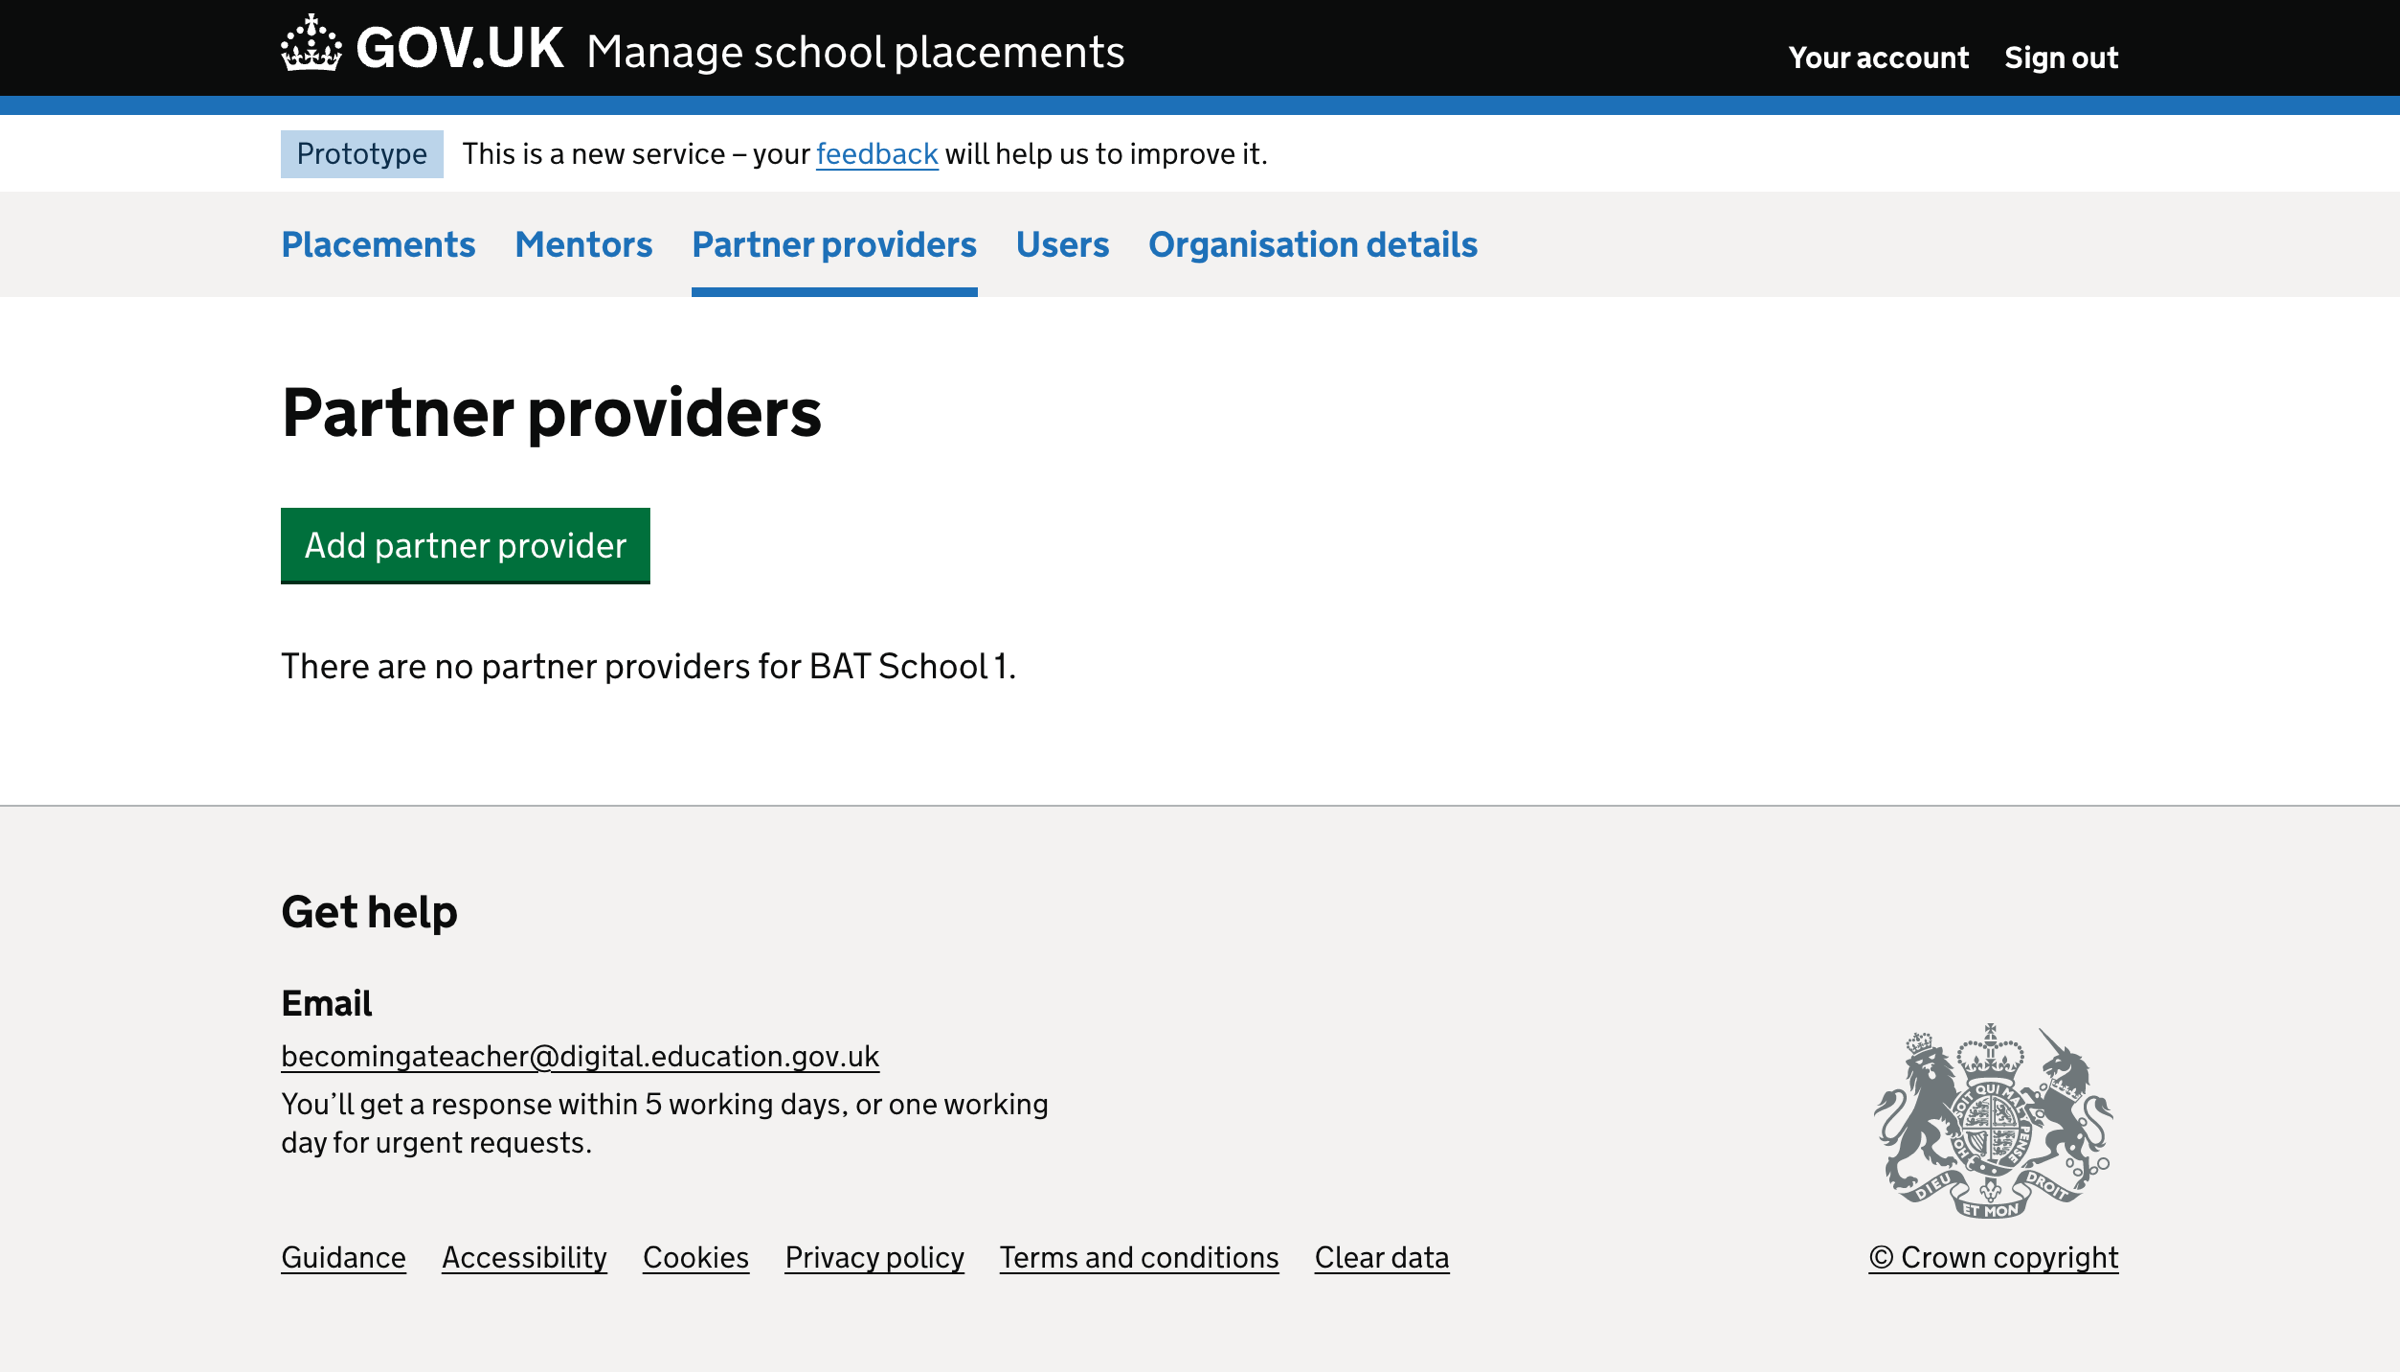 GOV.UK Manage school placements Your account Sign out
Prototype This is a new service – your feedback will help us to improve it.
Placements Mentors Partner providers Users Organisation details
Partner providers
Add partner provider
There are no partner providers for BAT School 1.
Get help
Email
becomingateacher@digital.education.gov.uk
You’ll get a response within 5 working days, or one working
day for urgent requests.
SOIT QUI MAL Y PENSE
HON
DIEU ET MON DROIT
Guidance Accessibility Cookies Privacy policy Terms and conditions Clear data © Crown copyright